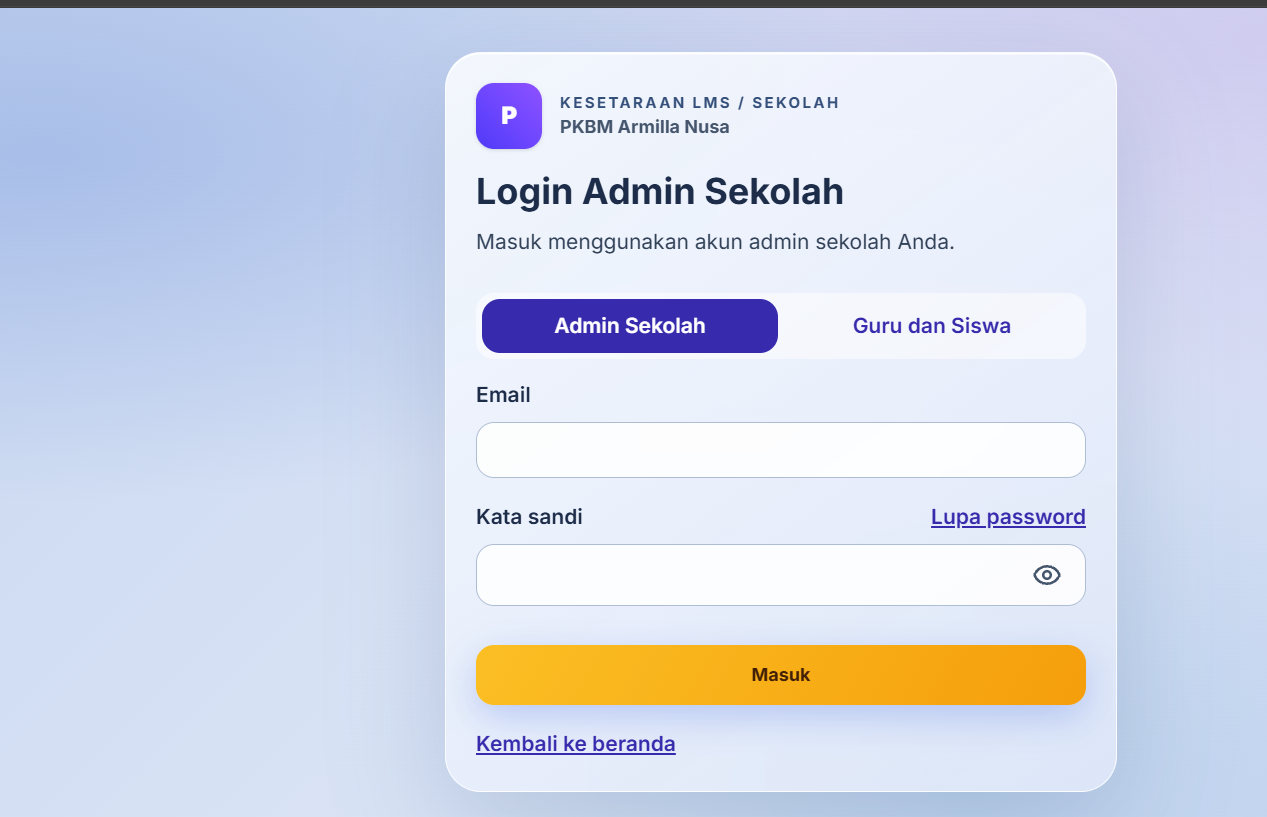 P
KESETARAAN LMS / SEKOLAH
PKBM Armilla Nusa
Login Admin Sekolah
Masuk menggunakan akun admin sekolah Anda.
Admin Sekolah
Guru dan Siswa
Email
Kata sandi
Lupa password
Masuk
Kembali ke beranda